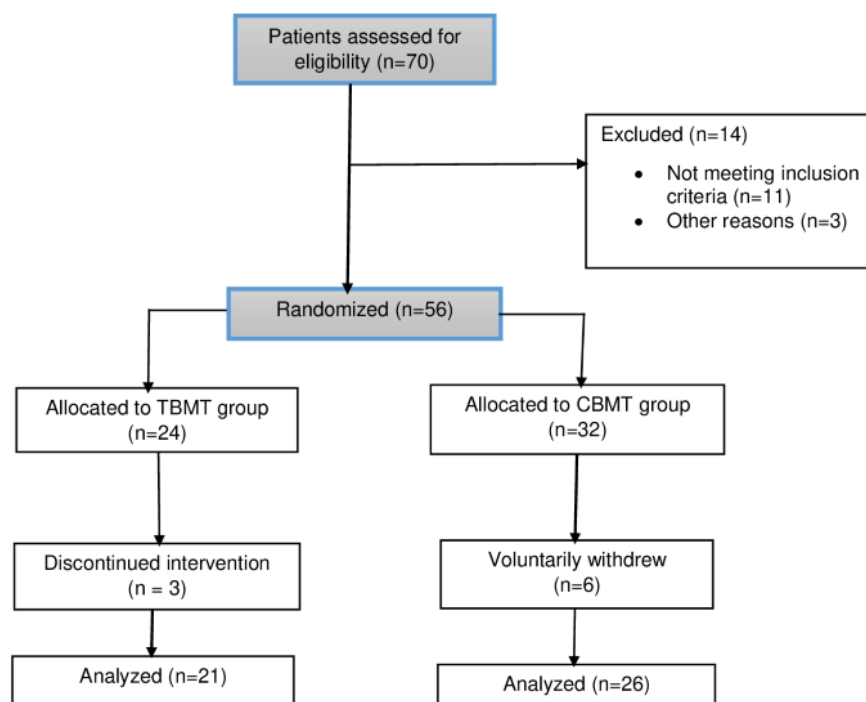 Patients assessed for
eligibility (n=70)
Excluded (n=14)
• Not meeting inclusion
criteria (n=11)
• Other reasons (n=3)
Randomized (n=56)
Allocated to TBMT group
(n=24)
Allocated to CBMT group
(n=32)
Discontinued intervention
(n = 3)
Voluntarily withdrew
(n=6)
Analyzed (n=21)
Analyzed (n=26)